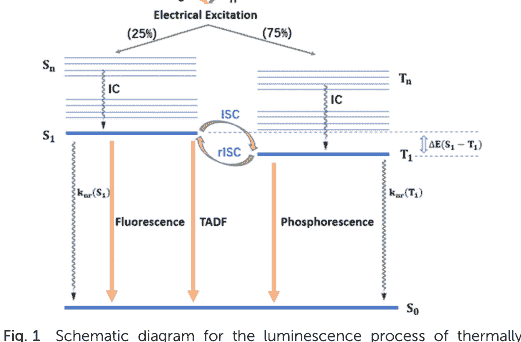 Electrical Excitation
(25%)
(75%)
Sn
Tn
IC
IC
ISC
S1
rISC
ΔE(S1 − T1)
T1
knr(S1)
knr(T1)
Fluorescence
TADF
Phosphorescence
S0
Fig. 1 Schematic diagram for the luminescence process of thermally